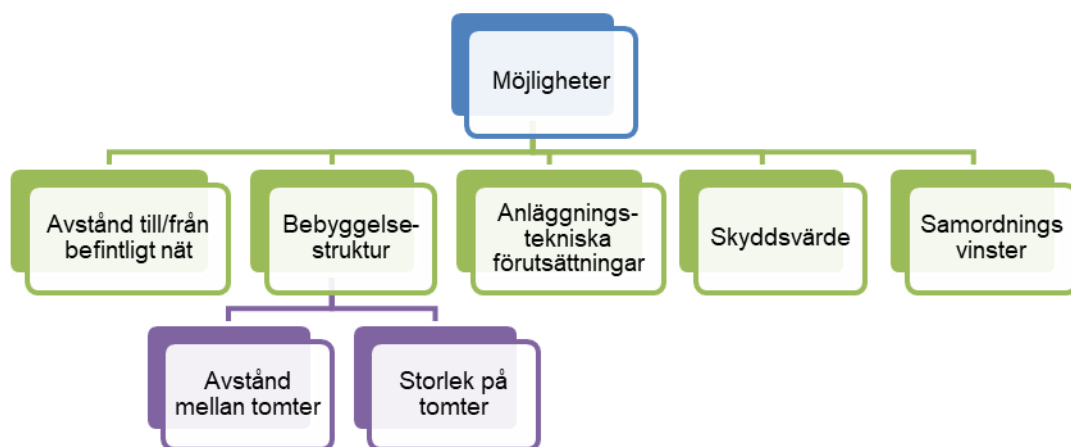 Möjligheter
Avstånd till/från
befintligt nät
Bebyggelse-
struktur
Anläggnings-
tekniska
förutsättningar
Skyddsvärde
Samordnings
vinster
Avstånd
mellan tomter
Storlek på
tomter